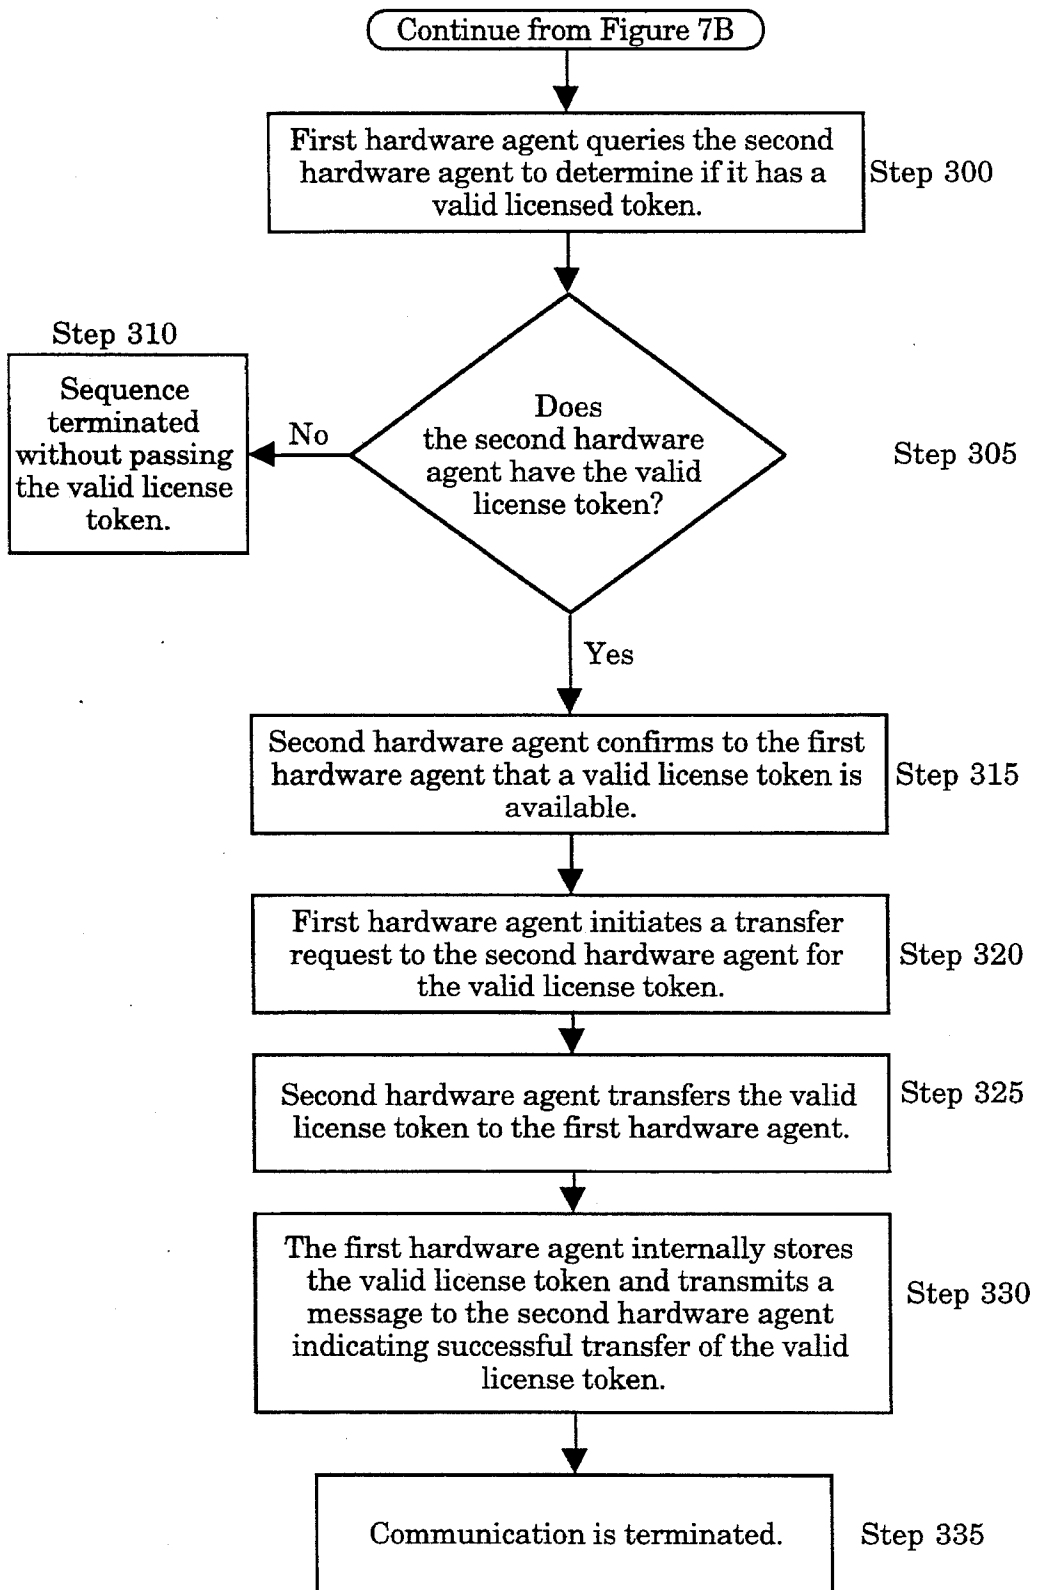 Continue from Figure 7B
First hardware agent queries the second
hardware agent to determine if it has a
valid licensed token.
Step 300
Step 310
Sequence
terminated
without passing
the valid license
token.
No
Does
the second hardware
agent have the valid
license token?
Step 305
Yes
Second hardware agent confirms to the first
hardware agent that a valid license token is
available.
Step 315
First hardware agent initiates a transfer
request to the second hardware agent for
the valid license token.
Step 320
Second hardware agent transfers the valid
license token to the first hardware agent.
Step 325
The first hardware agent internally stores
the valid license token and transmits a
message to the second hardware agent
indicating successful transfer of the valid
license token.
Step 330
Communication is terminated.
Step 335